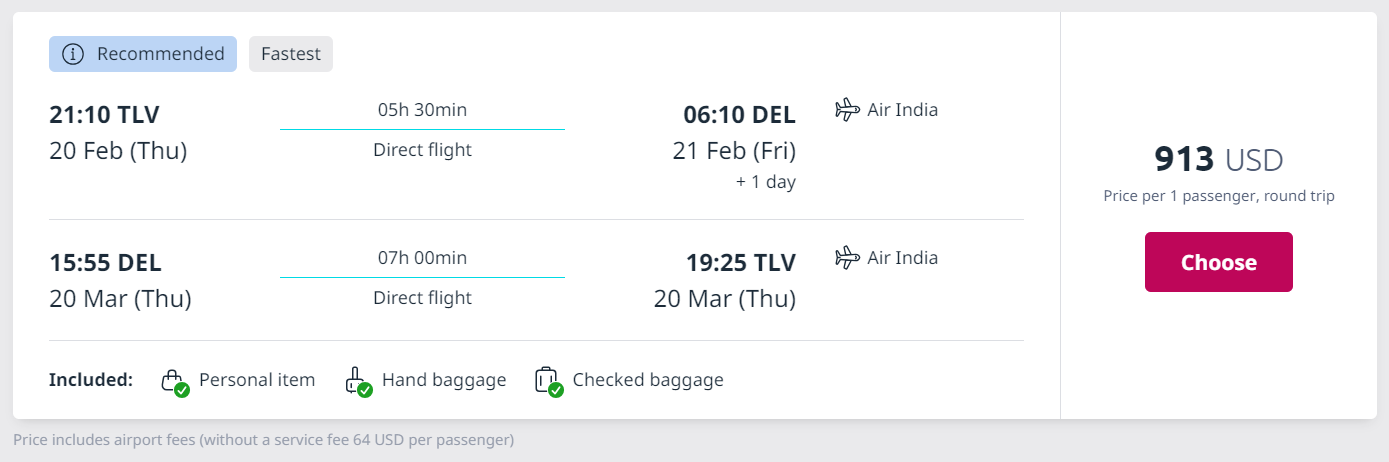 Recommended Fastest
21:10 TLV 05h 30min 06:10 DEL Air India
20 Feb (Thu) Direct flight 21 Feb (Fri)
+ 1 day
913 USD
Price per 1 passenger, round trip
Choose
15:55 DEL 07h 00min 19:25 TLV Air India
20 Mar (Thu) Direct flight 20 Mar (Thu)
Included: Personal item Hand baggage Checked baggage
Price includes airport fees (without a service fee 64 USD per passenger)